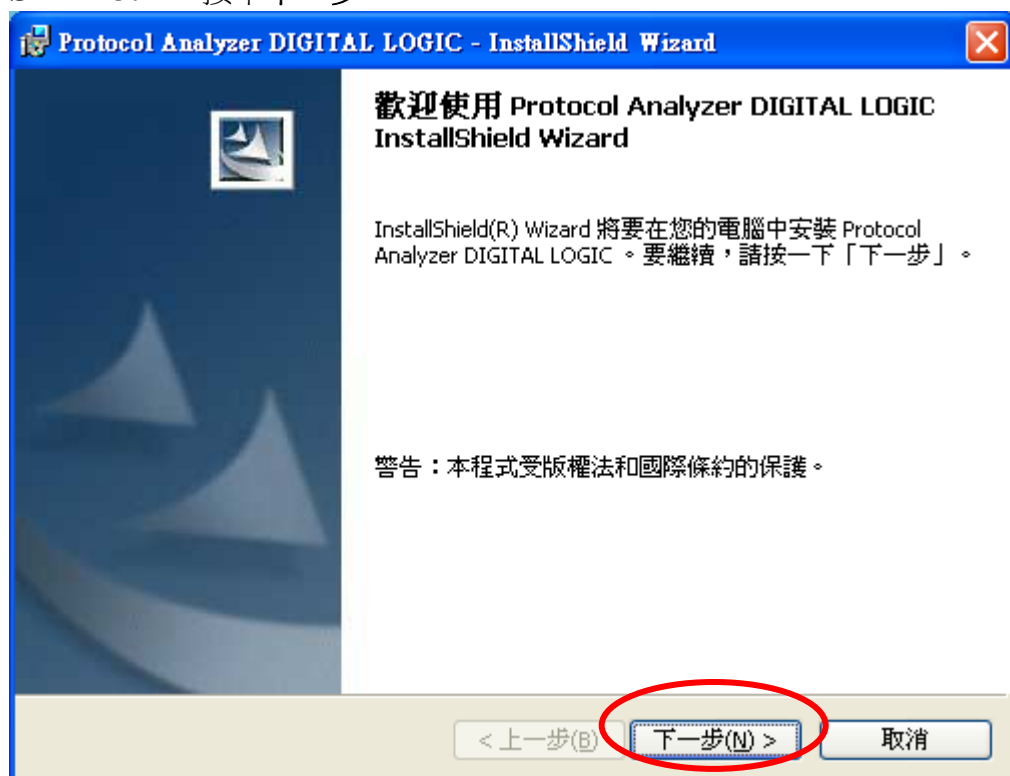 Protocol Analyzer DIGITAL LOGIC - InstallShield Wizard
歡迎使用 Protocol Analyzer DIGITAL LOGIC
InstallShield Wizard
InstallShield(R) Wizard 將要在您的電腦中安裝 Protocol
Analyzer DIGITAL LOGIC 。要繼續，請按一下「下一步」。
警告：本程式受版權法和國際條約的保護。
< 上一步(B)
下一步(N) >
取消